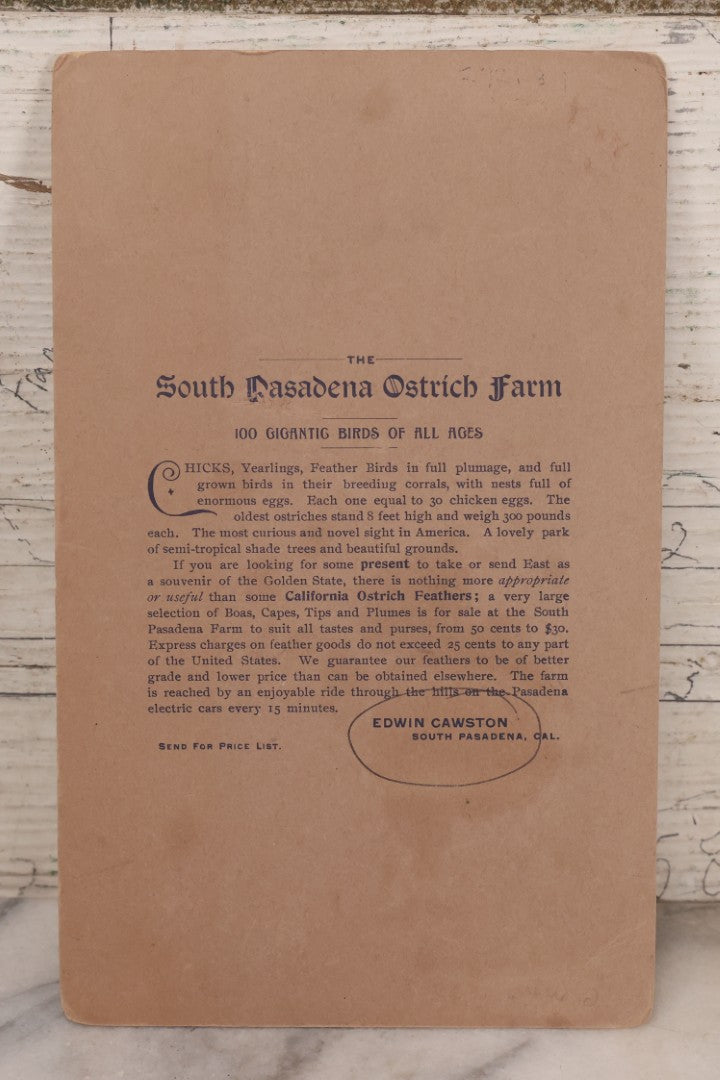 THE
South Pasadena Ostrich Farm
100 GIGANTIC BIRDS OF ALL AGES
CHICKS, Yearlings, Feather Birds in full plumage, and full
grown birds in their breeding corrals, with nests full of
enormous eggs. Each one equal to 30 chicken eggs. The
oldest ostriches stand 8 feet high and weigh 300 pounds
each. The most curious and novel sight in America. A lovely park
of semi-tropical shade trees and beautiful grounds.
If you are looking for some present to take or send East as
a souvenir of the Golden State, there is nothing more appropriate
or useful than some California Ostrich Feathers; a very large
selection of Boas, Capes, Tips and Plumes is for sale at the South
Pasadena Farm to suit all tastes and purses, from 50 cents to $30.
Express charges on feather goods do not exceed 25 cents to any part
of the United States. We guarantee our feathers to be of better
grade and lower price than can be obtained elsewhere. The farm
is reached by an enjoyable ride through the hills on the Pasadena
electric cars every 15 minutes.
EDWIN CAWSTON
SOUTH PASADENA, CAL.
SEND FOR PRICE LIST.